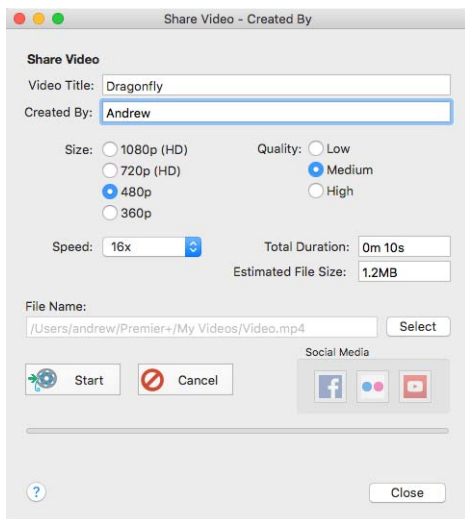 Share Video - Created By
Share Video
Video Title: Dragonfly
Created By: Andrew
Size: 1080p (HD) Quality: Low
720p (HD) Medium
480p High
360p
Speed: 16x Total Duration: 0m 10s
Estimated File Size: 1.2MB
File Name:
/Users/andrew/Premier+/My Videos/Video.mp4 Select
Social Media
Start Cancel
f
?
Close